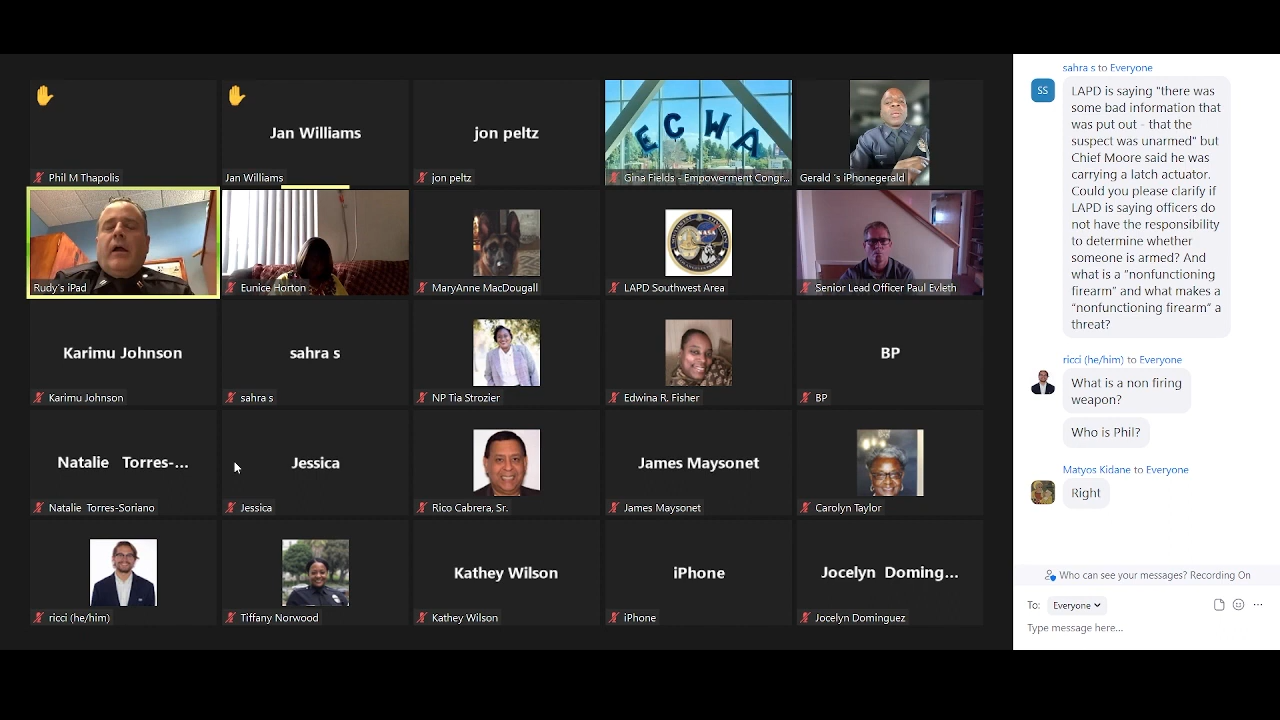 Jan Williams
jon peltz
ECWA
Phil M Thapolis
Jan Williams
jon peltz
Gina Fields - Empowerment Congr...
Gerald 's iPhonegerald
NASA
Rudy's iPad
Eunice Horton
MaryAnne MacDougall
LAPD Southwest Area
Senior Lead Officer Paul Evleth
Karimu Johnson
sahra s
BP
Karimu Johnson
sahra s
NP Tia Strozier
Edwina R. Fisher
BP
Natalie Torres-...
Jessica
James Maysonet
Natalie Torres-Soriano
Jessica
Rico Cabrera, Sr.
James Maysonet
Carolyn Taylor
Kathey Wilson
iPhone
Jocelyn Doming...
ricci (he/him)
Tiffany Norwood
Kathey Wilson
iPhone
Jocelyn Dominguez
sahra s to Everyone
SS
LAPD is saying "there was
some bad information that
was put out - that the
suspect was unarmed" but
Chief Moore said he was
carrying a latch actuator.
Could you please clarify if
LAPD is saying officers do
not have the responsibility
to determine whether
someone is armed? And
what is a "nonfunctioning
firearm" and what makes a
"nonfunctioning firearm" a
threat?
ricci (he/him) to Everyone
What is a non firing
weapon?
Who is Phil?
Matyos Kidane to Everyone
Right
Who can see your messages? Recording On
To: Everyone
Type message here...